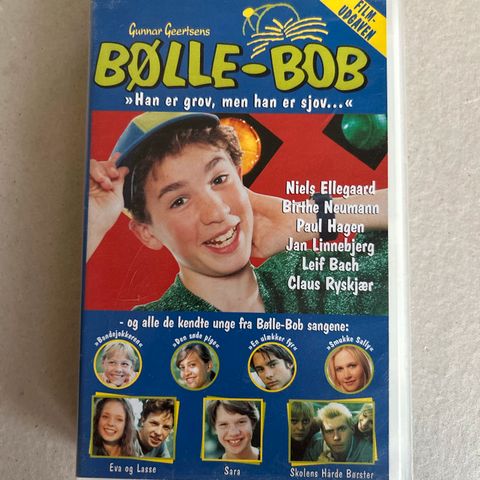 FILM-
UDGAVEN
Gunnar Geertsens
BØLLE-BOB
»Han er grov, men han er sjov...«
Niels Ellegaard
Birthe Neumann
Paul Hagen
Jan Linnebjerg
Leif Bach
Claus Ryskjær
- og alle de kendte unge fra Bølle-Bob sangene:
»Bondejokkeren«
»Den søde pige«
»En ulækker fyr«
»Smukke Sally«
Eva og Lasse
Sara
Skolens Hårde Børster